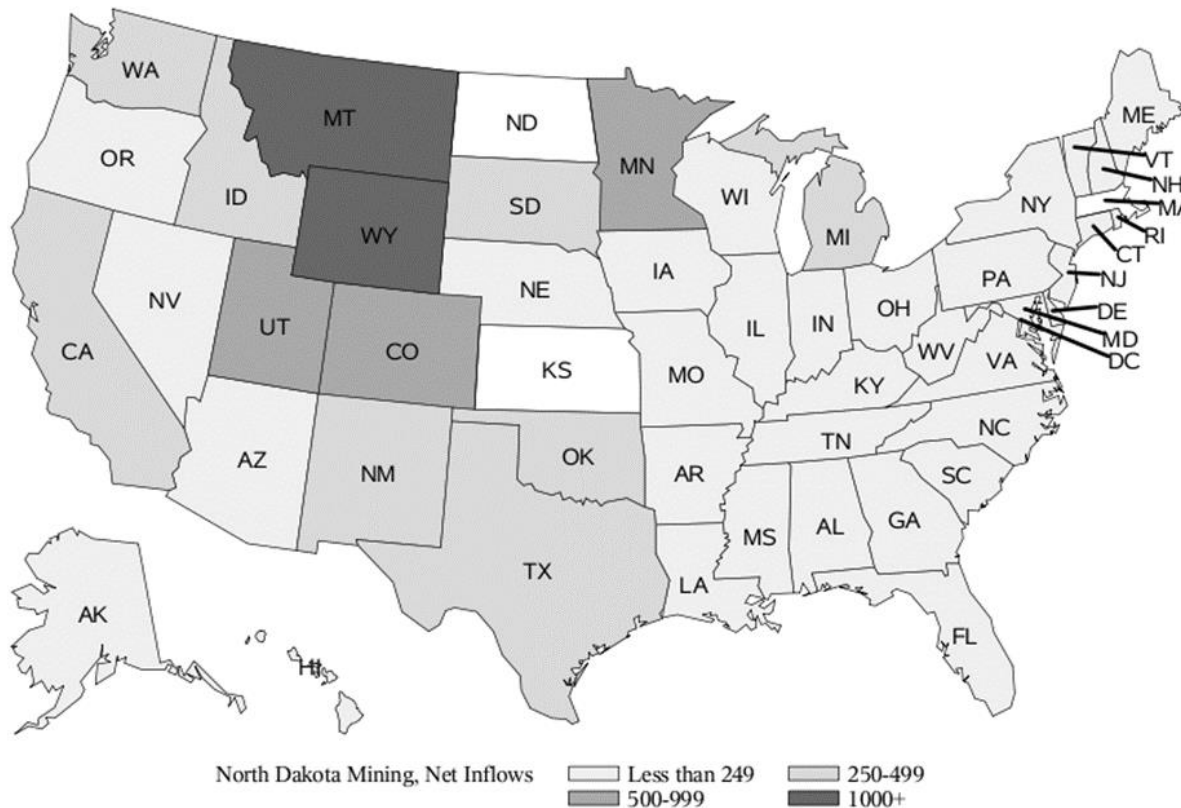 WA
MT
ND
MN
ME
OR
ID
SD
WI
VT
NH
MA
NY
RI
CT
MI
WY
IA
PA
NJ
NE
NV
UT
CO
IL
IN
OH
DE
MD
DC
CA
KS
MO
WV
VA
KY
NC
TN
AZ
NM
OK
AR
SC
MS
AL
GA
TX
LA
AK
HI
FL
North Dakota Mining, Net Inflows
Less than 249
250-499
500-999
1000+